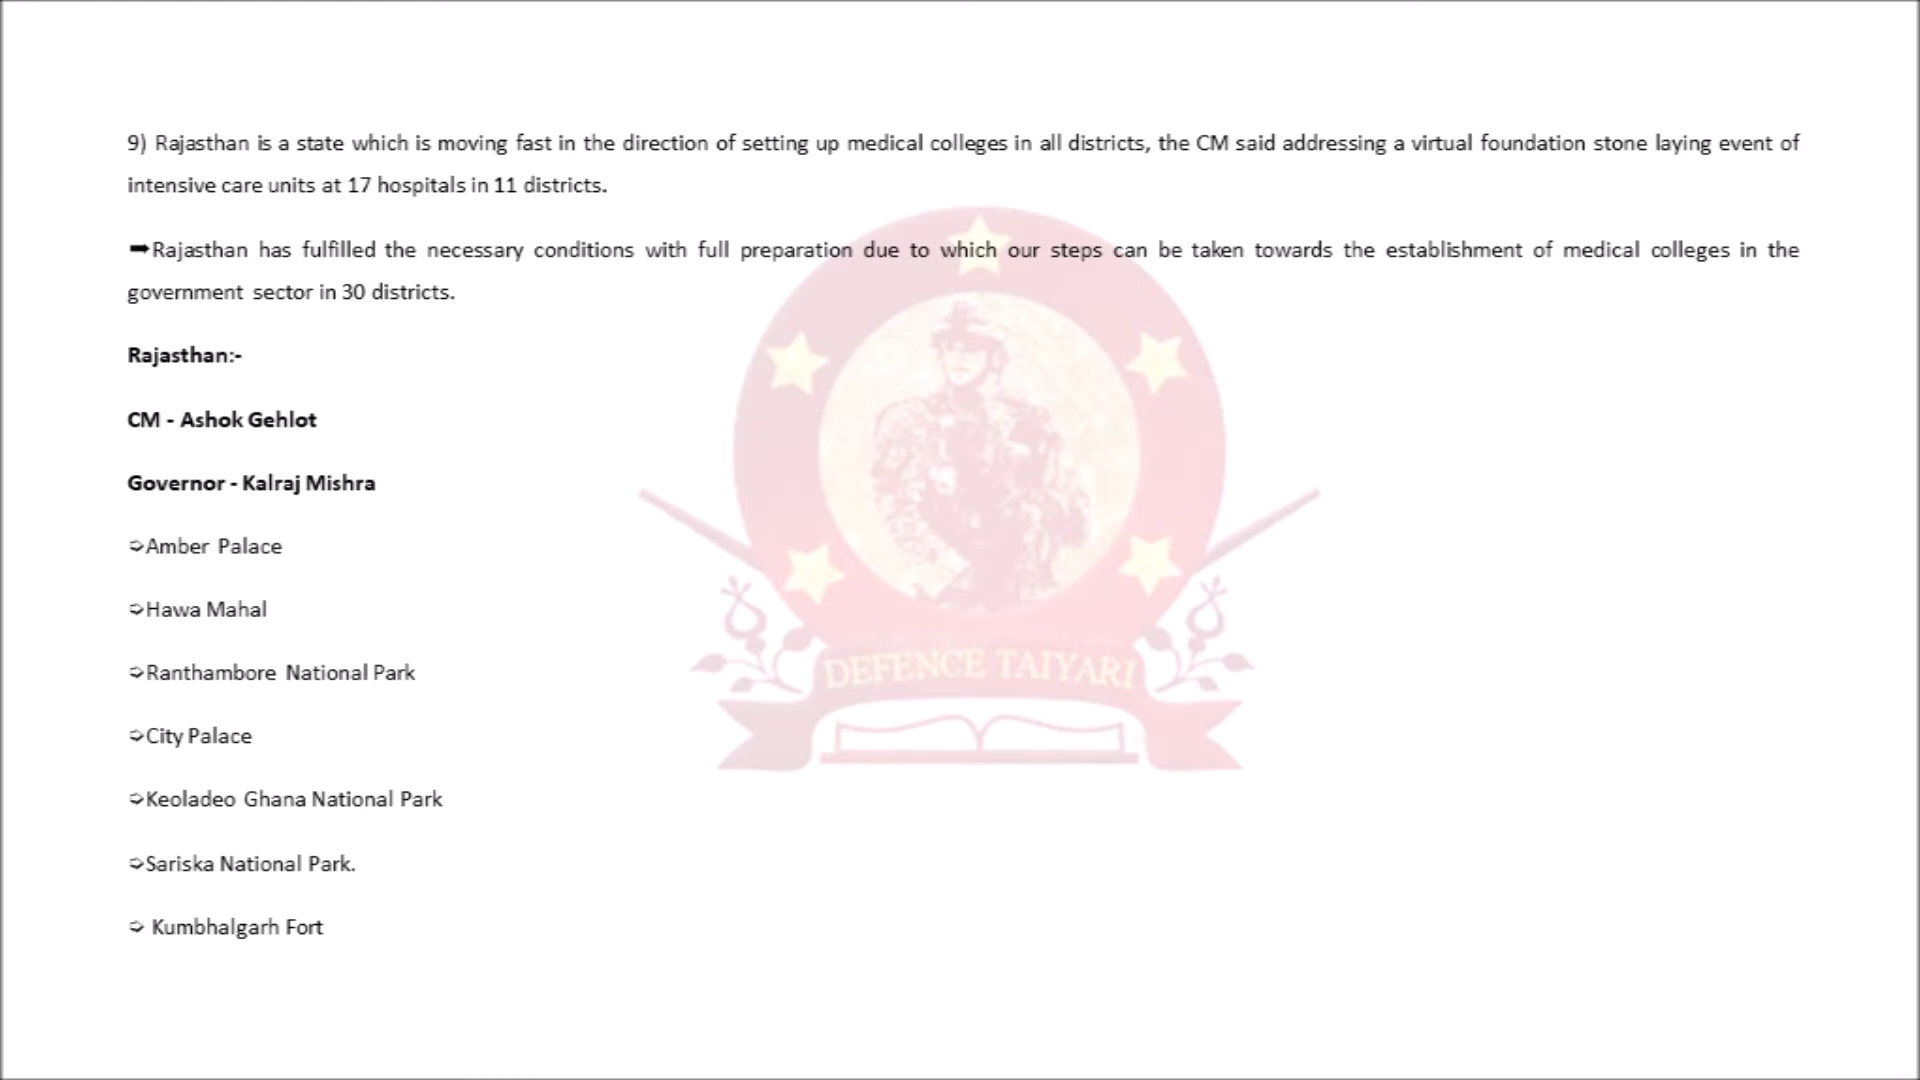 9) Rajasthan is a state which is moving fast in the direction of setting up medical colleges in all districts, the CM said addressing a virtual foundation stone laying event of
intensive care units at 17 hospitals in 11 districts.
➡Rajasthan has fulfilled the necessary conditions with full preparation due to which our steps can be taken towards the establishment of medical colleges in the
government sector in 30 districts.
Rajasthan:-
CM - Ashok Gehlot
Governor - Kalraj Mishra
➩Amber Palace
➩Hawa Mahal
➩Ranthambore National Park
➩City Palace
➩Keoladeo Ghana National Park
➩Sariska National Park.
➩ Kumbhalgarh Fort
DEFENCE TAIYARI